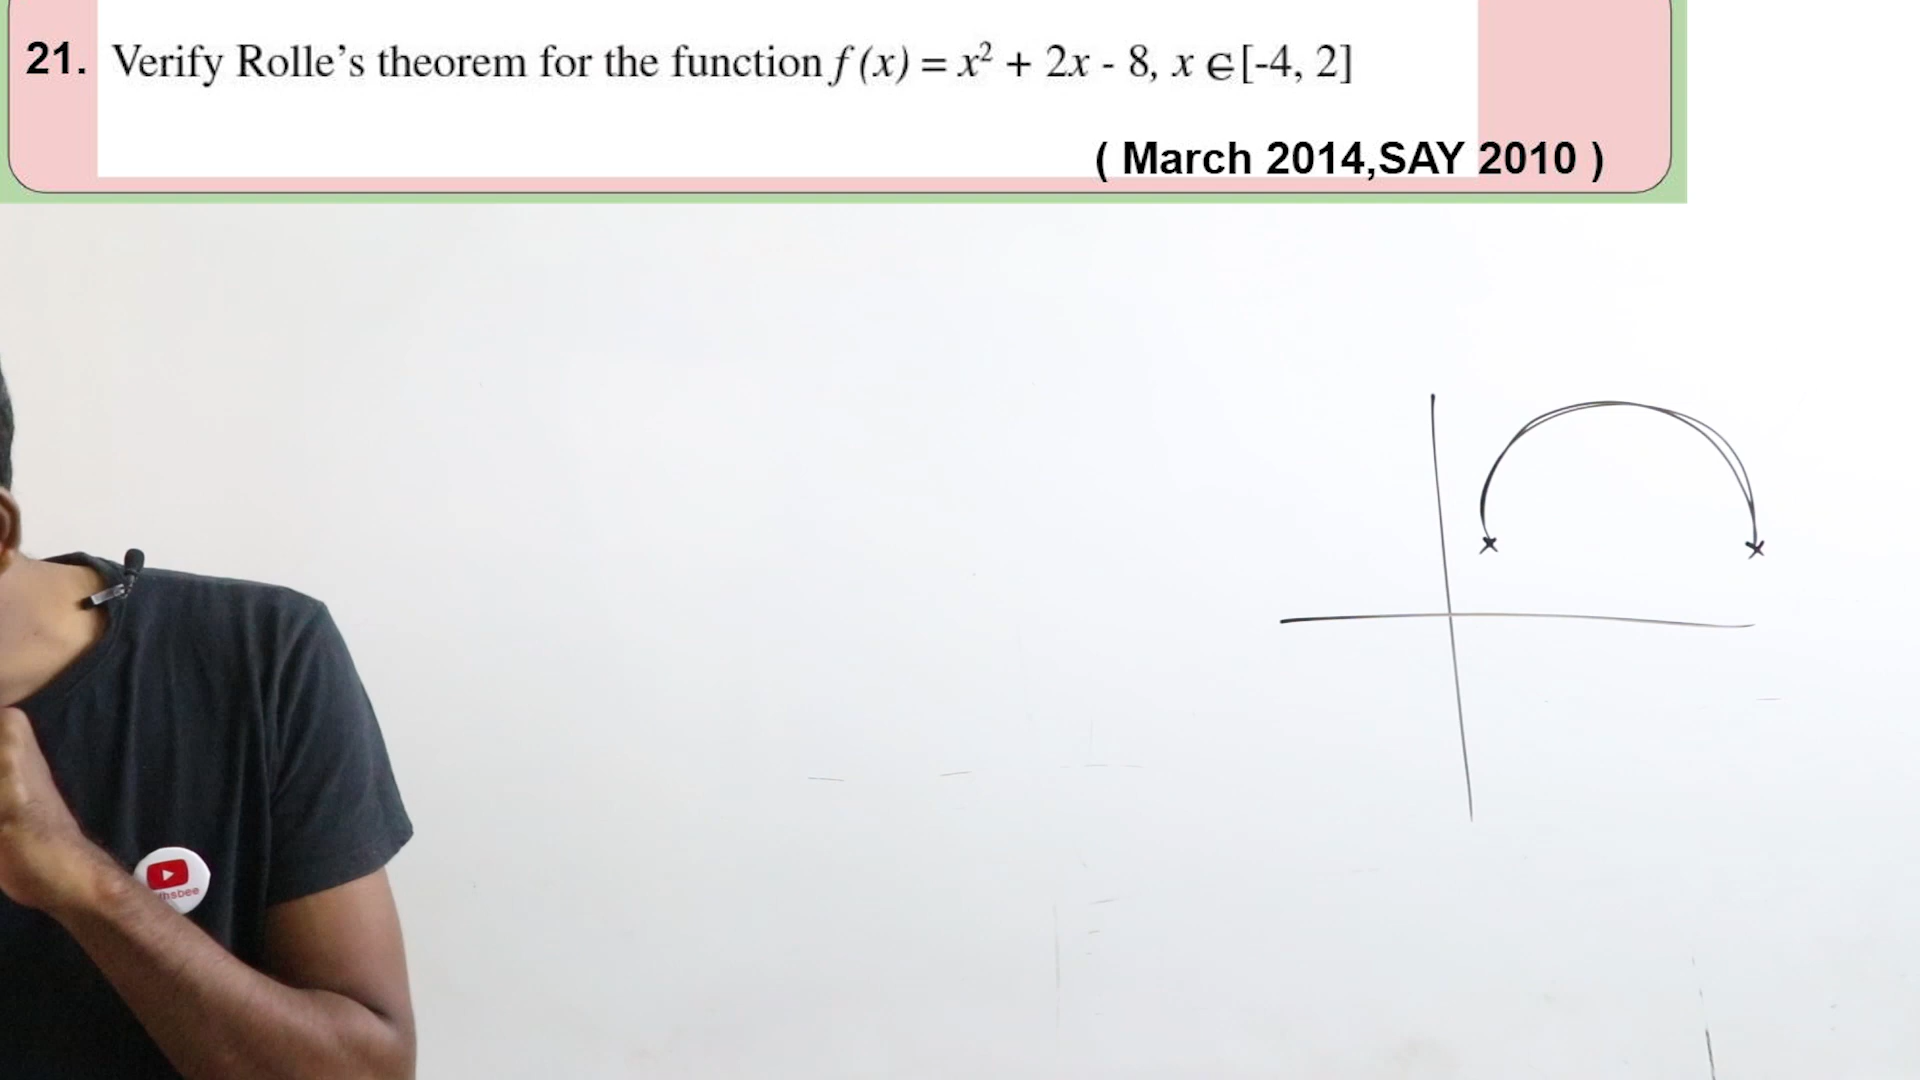 21. Verify Rolle's theorem for the function f (x) = x² + 2x - 8, x ∈ [-4, 2]
( March 2014,SAY 2010 )